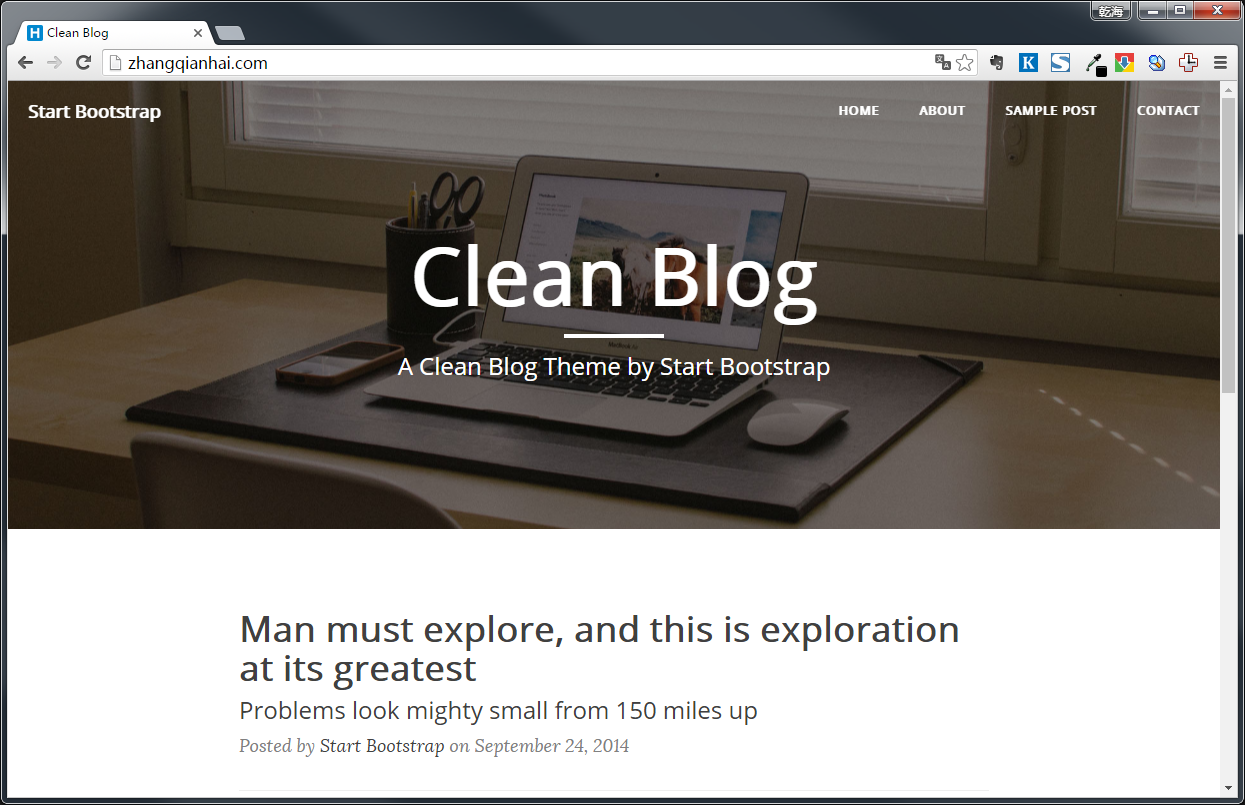 乾海
H Clean Blog
zhangqianhai.com
Start Bootstrap
HOME ABOUT SAMPLE POST CONTACT
Clean Blog
A Clean Blog Theme by Start Bootstrap
Man must explore, and this is exploration
at its greatest
Problems look mighty small from 150 miles up
Posted by Start Bootstrap on September 24, 2014